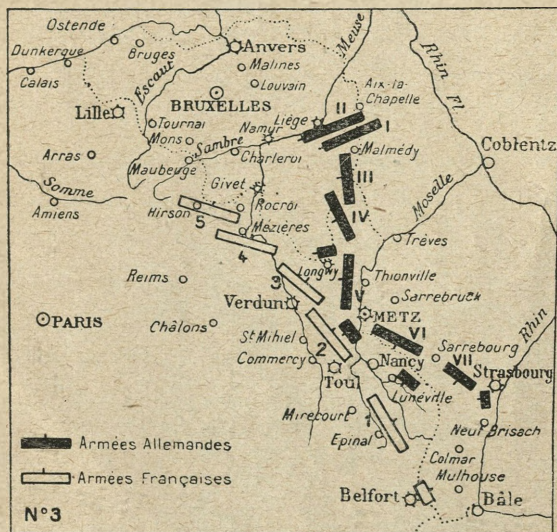 Ostende
Bruges
Anvers
Meuse
Rhin Fl.
Dunkerque
Calais
Escaut
Malines
Louvain
Aix-la-
Chapelle
Lille
BRUXELLES
Liège
II
I
Tournai
Mons
Sambre
Namur
Malmédy
Coblentz
Arras
Maubeuge
Charleroi
III
Somme
Givet
Moselle
Amiens
Hirson
5
Rocroi
IV
Mézières
Trèves
4
Longwy
Reims
3
V
Thionville
Sarrebruck
Verdun
METZ
Rhin
PARIS
Châlons
St Mihiel
2
VI
Sarrebourg
Commercy
Nancy
VII
Strasbourg
Toul
Lunéville
Mirecourt
1
Neuf Brisach
Armées Allemandes
Epinal
Colmar
Armées Françaises
Mulhouse
N°3
Belfort
Bâle